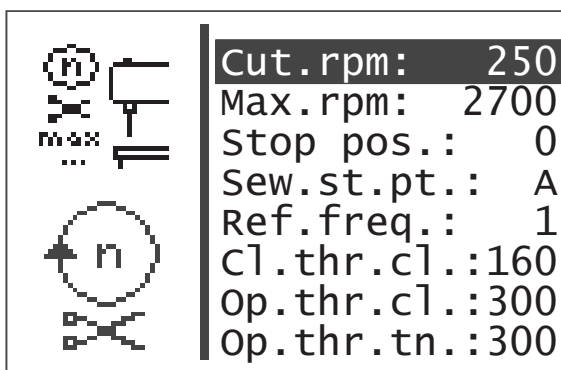 n
max
...
n
Cut.rpm: 250
Max.rpm: 2700
Stop pos.: 0
Sew.st.pt.: A
Ref.freq.: 1
Cl.thr.cl.:160
Op.thr.cl.:300
Op.thr.tn.:300